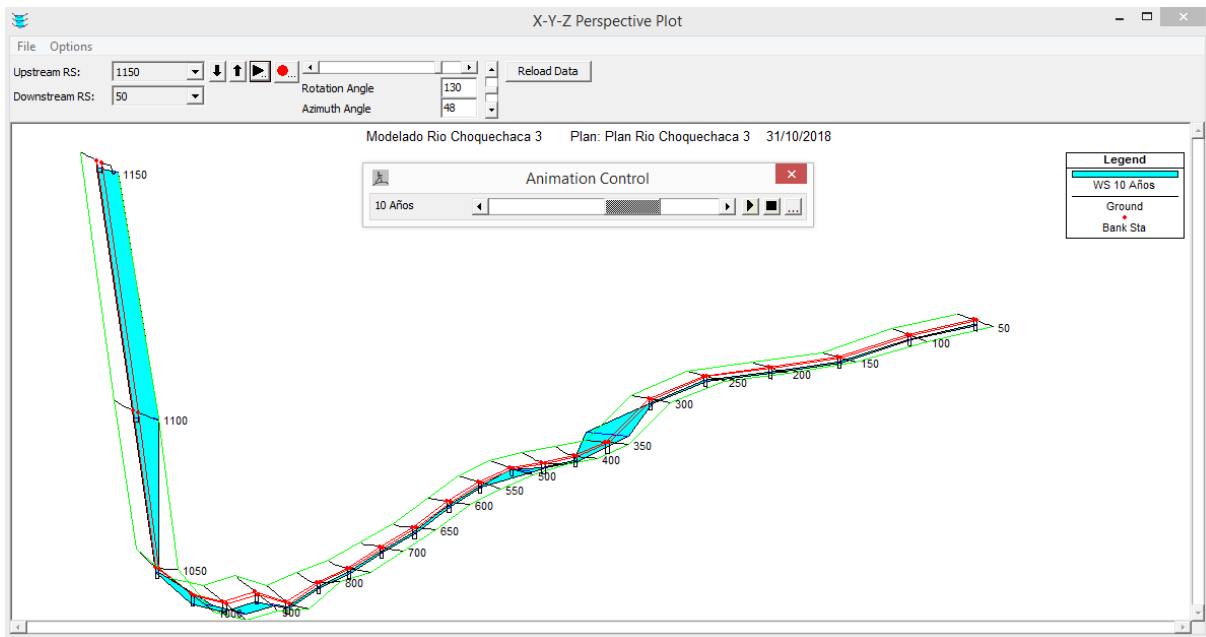 X-Y-Z Perspective Plot
File Options
Upstream RS: 1150
Downstream RS: 50
Rotation Angle 130
Azimuth Angle 48
Reload Data
Modelado Rio Choquechaca 3 Plan: Plan Rio Choquechaca 3 31/10/2018
Animation Control
10 Años
Legend
WS 10 Años
Ground
Bank Sta
1150
1100
1050
1000
900
800
700
650
600
550
500
400
350
300
250
200
150
100
50